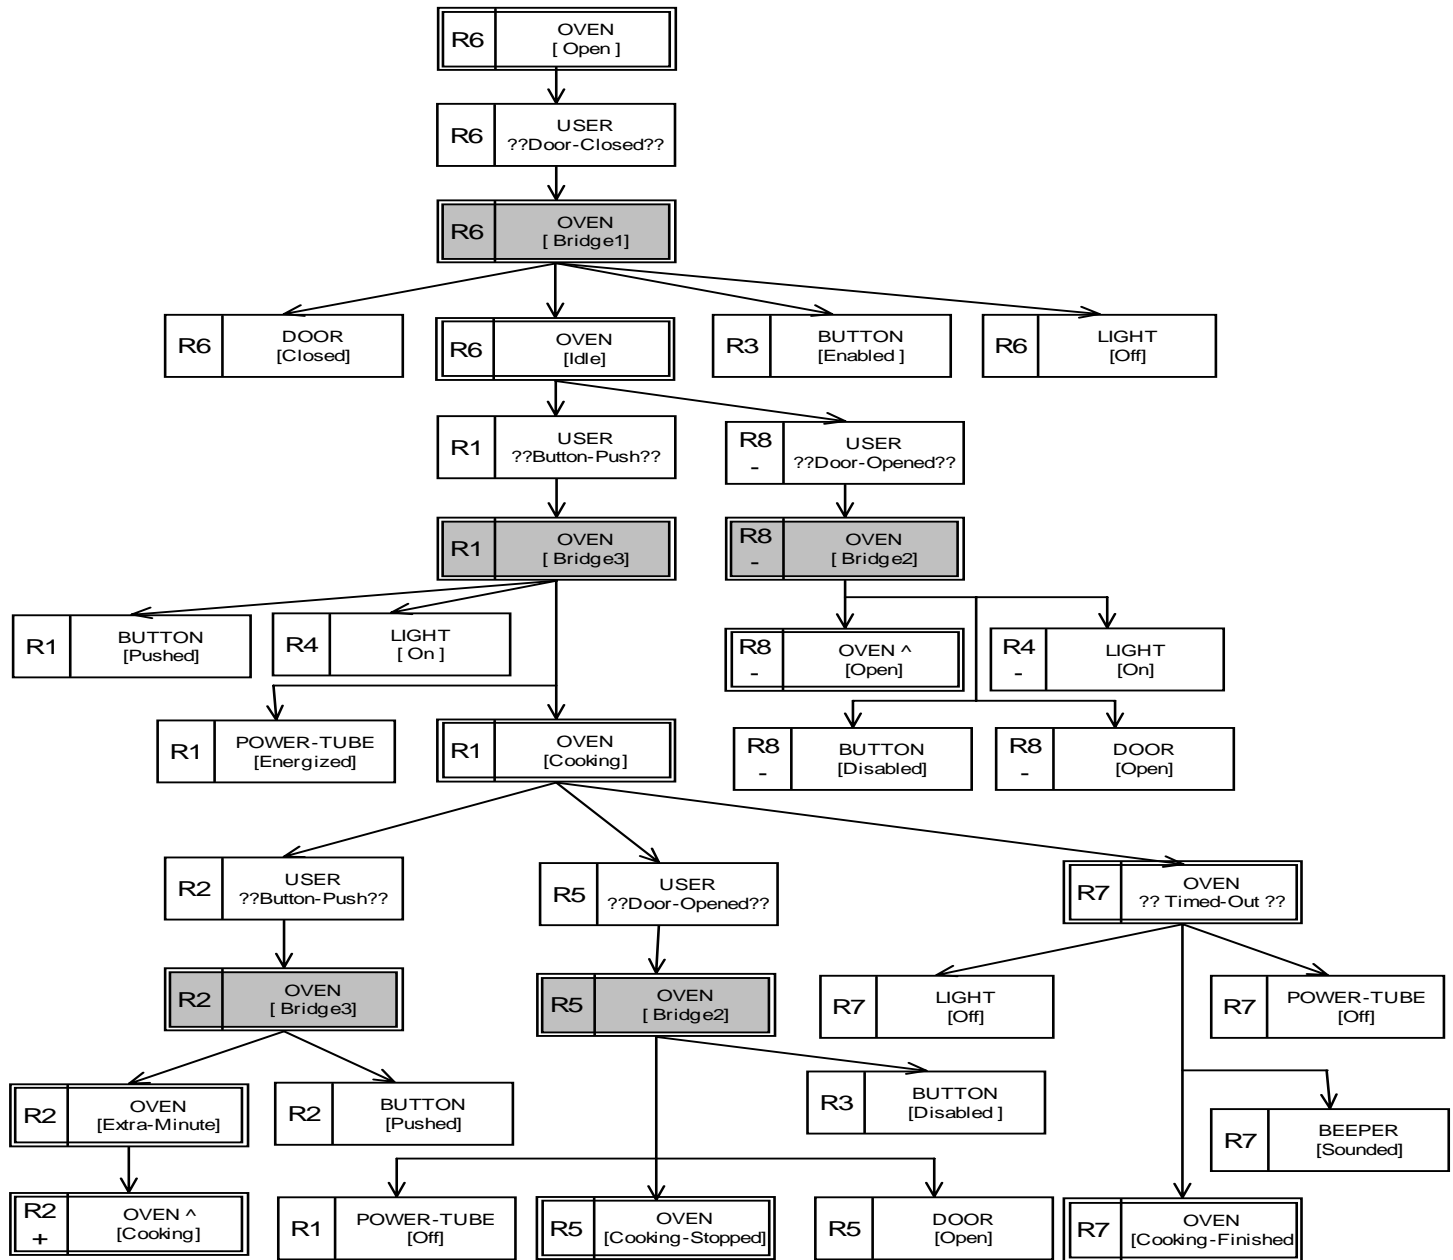 R6 OVEN
[ Open ]
R6 USER
??Door-Closed??
R6 OVEN
[ Bridge1]
R6 DOOR
[Closed]
R6 OVEN
[Idle]
R3 BUTTON
[Enabled ]
R6 LIGHT
[Off]
R1 USER
??Button-Push??
R8 USER
- ??Door-Opened??
R1 OVEN
[ Bridge3]
R8 OVEN
- [ Bridge2]
R1 BUTTON
[Pushed]
R4 LIGHT
[ On ]
R8 OVEN ^
- [Open]
R4 LIGHT
- [On]
R1 POWER-TUBE
[Energized]
R1 OVEN
[Cooking]
R8 BUTTON
- [Disabled]
R8 DOOR
- [Open]
R2 USER
??Button-Push??
R5 USER
??Door-Opened??
R7 OVEN
?? Timed-Out ??
R2 OVEN
[ Bridge3]
R5 OVEN
[ Bridge2]
R7 LIGHT
[Off]
R7 POWER-TUBE
[Off]
R2 OVEN
[Extra-Minute]
R2 BUTTON
[Pushed]
R3 BUTTON
[Disabled ]
R7 BEEPER
[Sounded]
R2 OVEN ^
+ [Cooking]
R1 POWER-TUBE
[Off]
R5 OVEN
[Cooking-Stopped]
R5 DOOR
[Open]
R7 OVEN
[Cooking-Finished